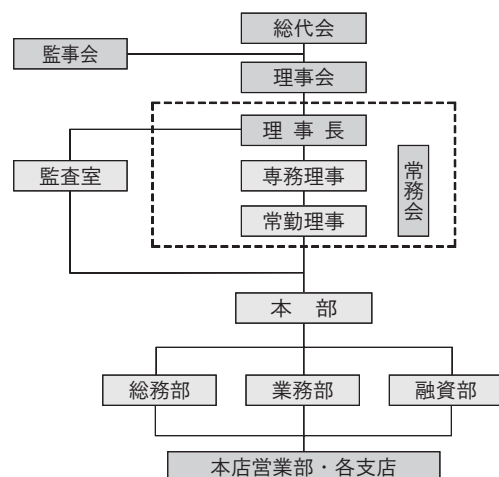 総代会
監事会
理事会
理事長
監査室
専務理事
常務会
常勤理事
本部
総務部
業務部
融資部
本店営業部・各支店